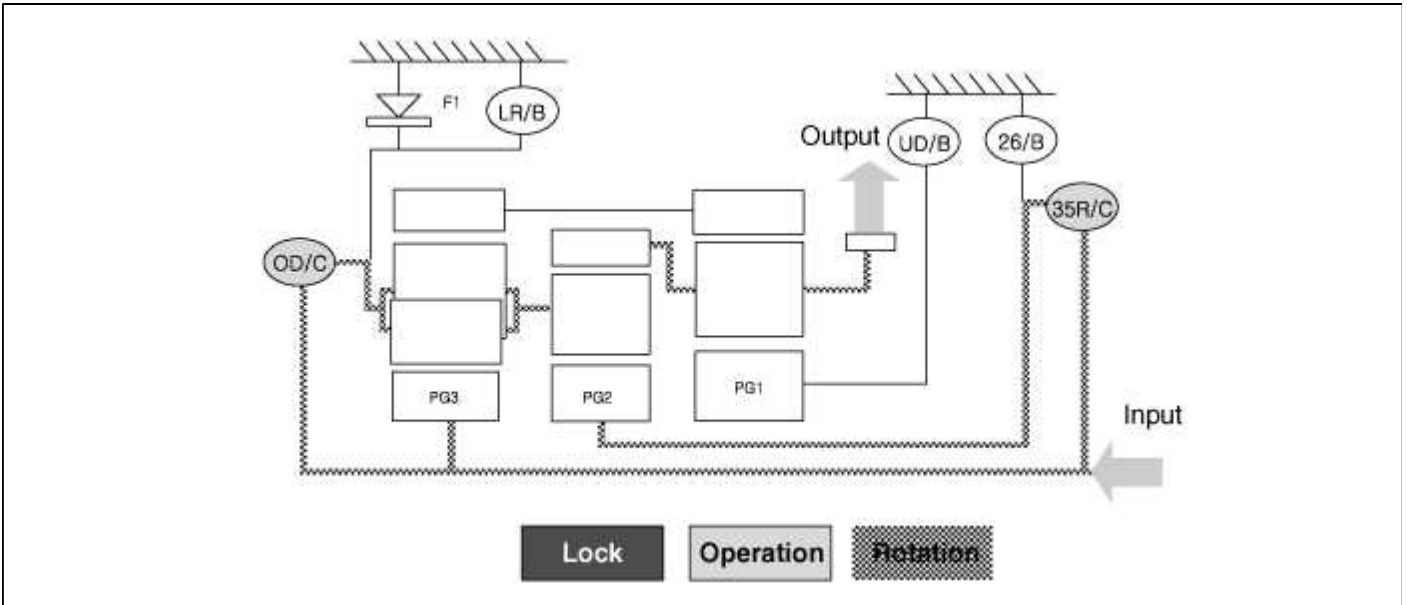 F1
LR/B
Output
UD/B
26/B
35R/C
OD/C
PG3
PG2
PG1
Input
Lock
Operation
Rotation